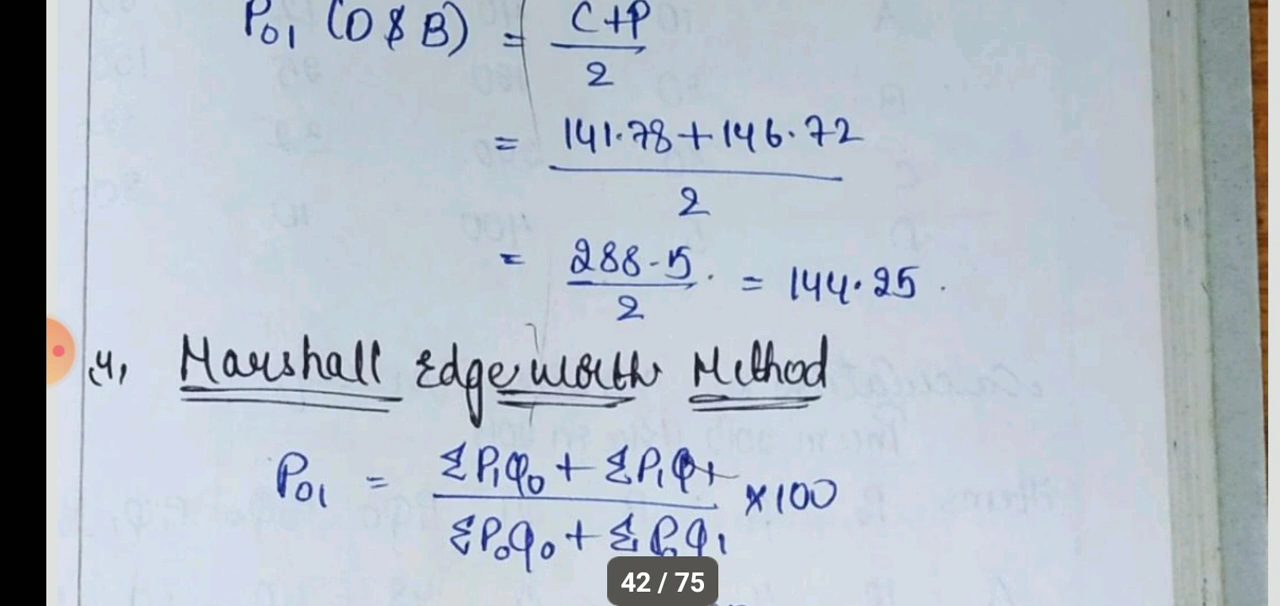 P01 (D $ B) = C+P / 2
= 141.78+146.72 / 2
= 288.5 / 2 = 144.25.
4, Marshall Edgeworth Method
P01 = ΣP1q0 + ΣP1q1 / ΣP0q0 + ΣP0q1 ×100
42 / 75